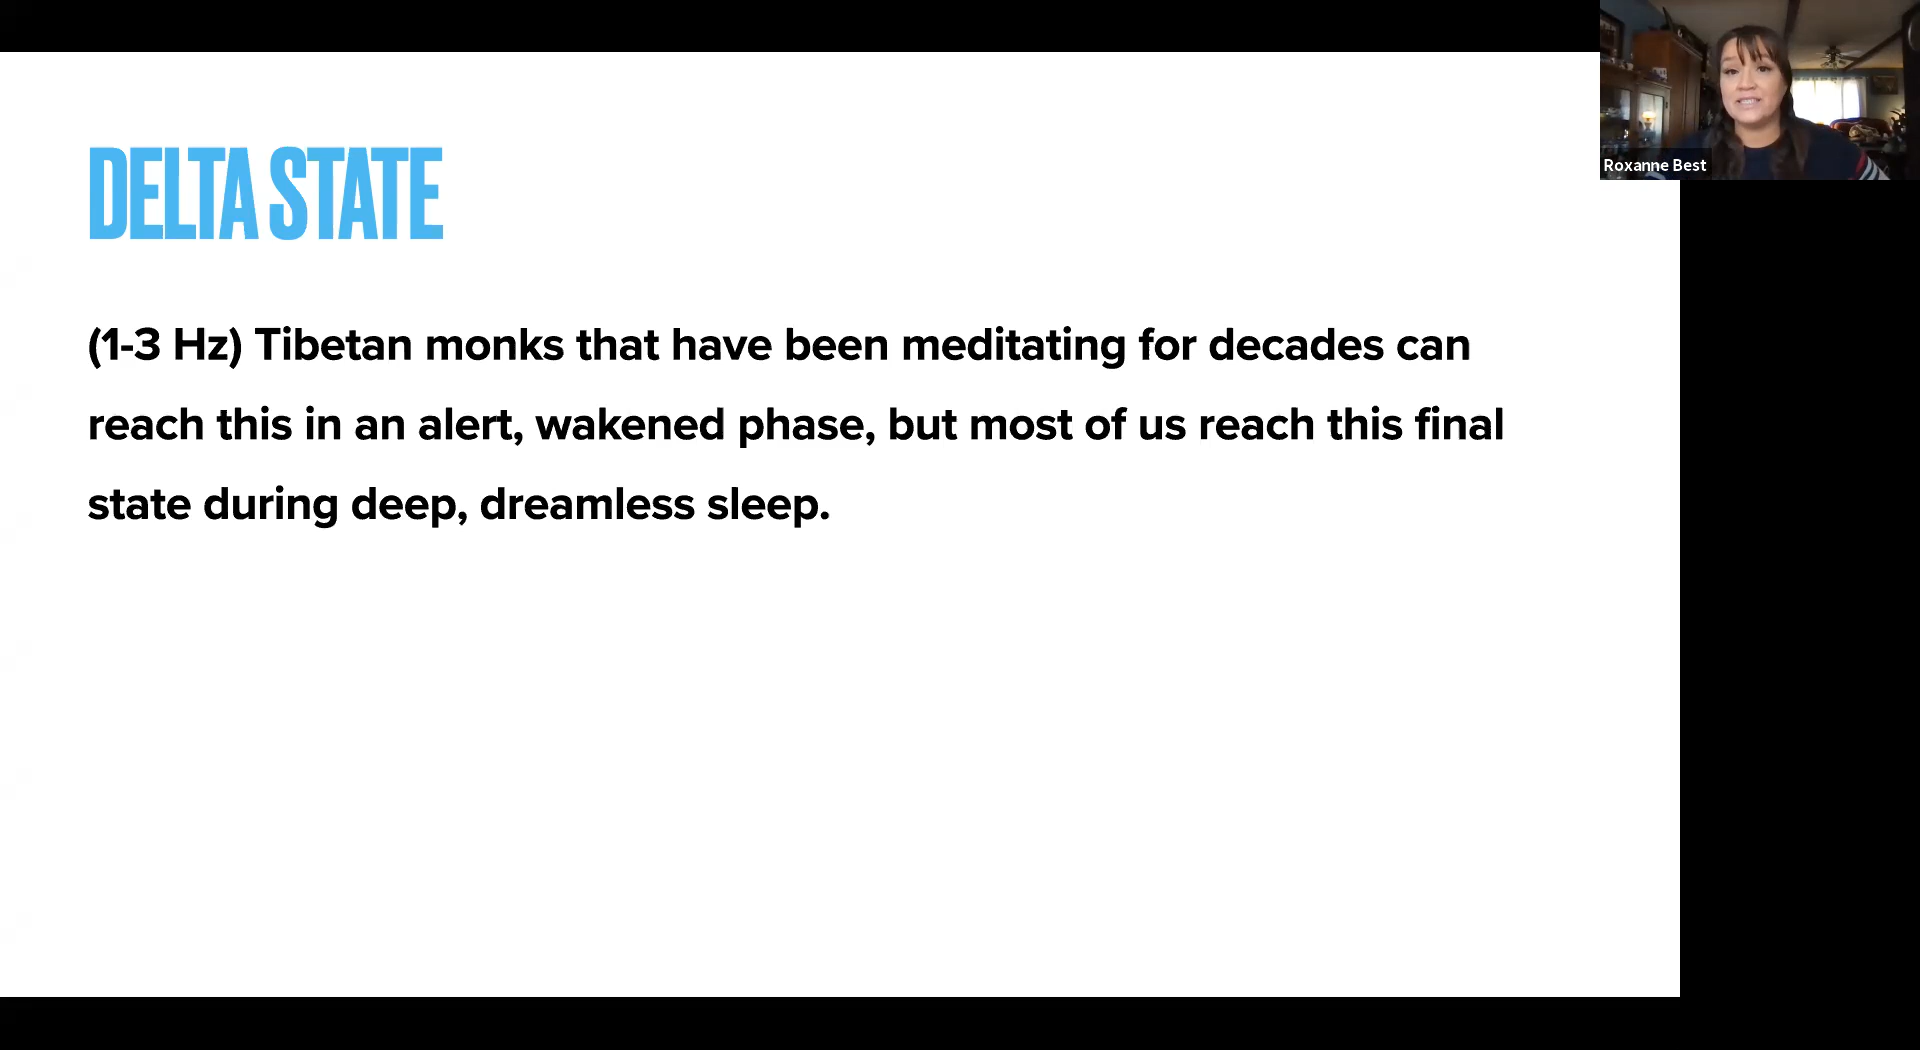 DELTA STATE
(1-3 Hz) Tibetan monks that have been meditating for decades can
reach this in an alert, wakened phase, but most of us reach this final
state during deep, dreamless sleep.
Roxanne Best